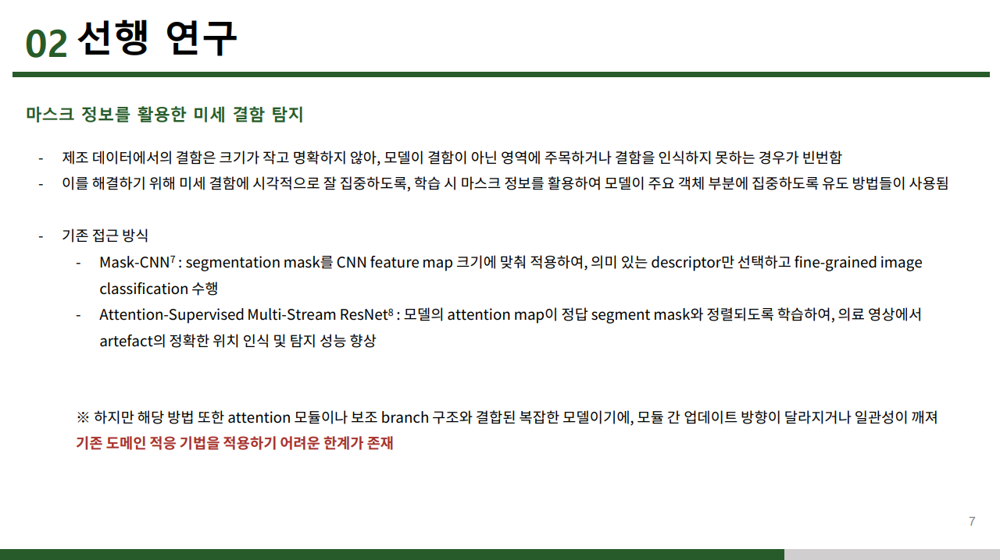 02 선행 연구
마스크 정보를 활용한 미세 결함 탐지
- 제조 데이터에서의 결함은 크기가 작고 명확하지 않아, 모델이 결함이 아닌 영역에 주목하거나 결함을 인식하지 못하는 경우가 빈번함
- 이를 해결하기 위해 미세 결함에 시각적으로 잘 집중하도록, 학습 시 마스크 정보를 활용하여 모델이 주요 객체 부분에 집중하도록 유도 방법들이 사용됨
- 기존 접근 방식
- Mask-CNN⁷ : segmentation mask를 CNN feature map 크기에 맞춰 적용하여, 의미 있는 descriptor만 선택하고 fine-grained image
classification 수행
- Attention-Supervised Multi-Stream ResNet⁸ : 모델의 attention map이 정답 segment mask와 정렬되도록 학습하여, 의료 영상에서
artefact의 정확한 위치 인식 및 탐지 성능 향상
※ 하지만 해당 방법 또한 attention 모듈이나 보조 branch 구조와 결합된 복잡한 모델이기에, 모듈 간 업데이트 방향이 달라지거나 일관성이 깨져
기존 도메인 적응 기법을 적용하기 어려운 한계가 존재
7